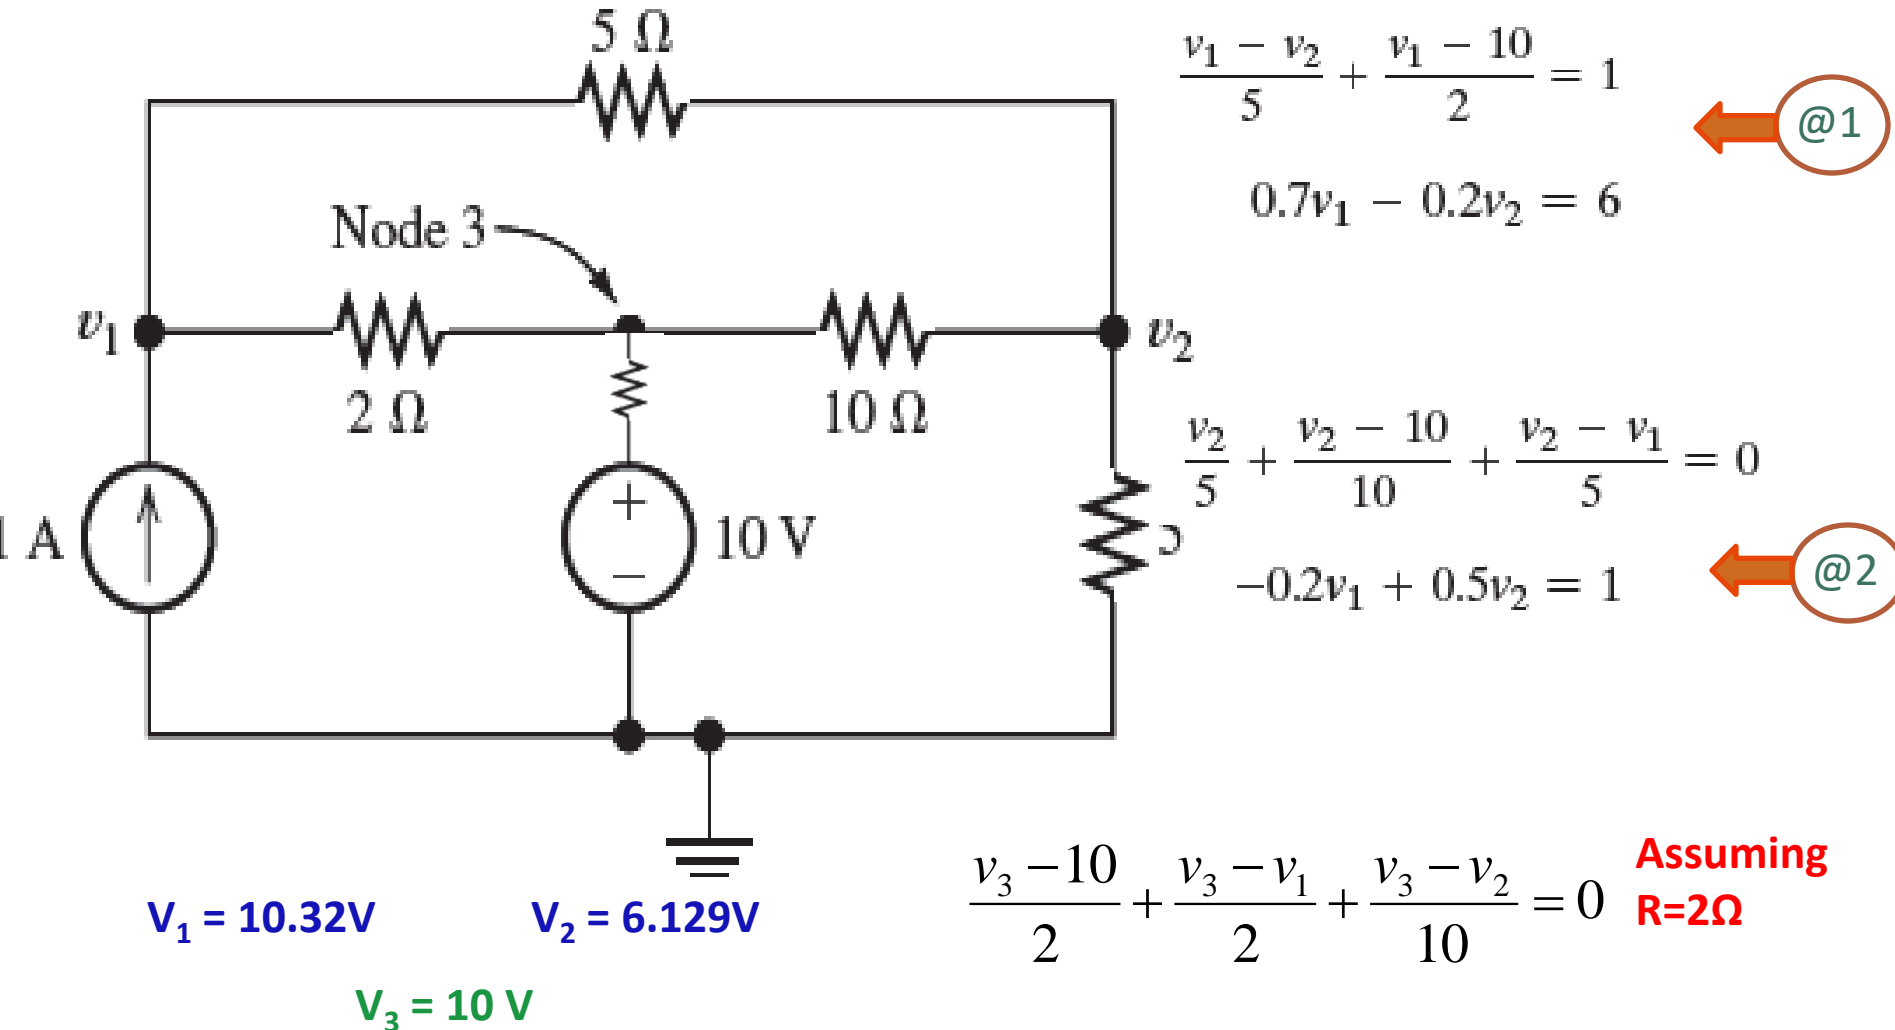 5 Ω
Node 3
v₁
v₂
2 Ω
10 Ω
1 A
+
−
10 V
5
(v₁ − v₂)/5 + (v₁ − 10)/2 = 1
@1
0.7v₁ − 0.2v₂ = 6
v₂/5 + (v₂ − 10)/10 + (v₂ − v₁)/5 = 0
@2
−0.2v₁ + 0.5v₂ = 1
(v₃ − 10)/2 + (v₃ − v₁)/2 + (v₃ − v₂)/10 = 0
Assuming
R=2Ω
V₁ = 10.32V
V₂ = 6.129V
V₃ = 10 V